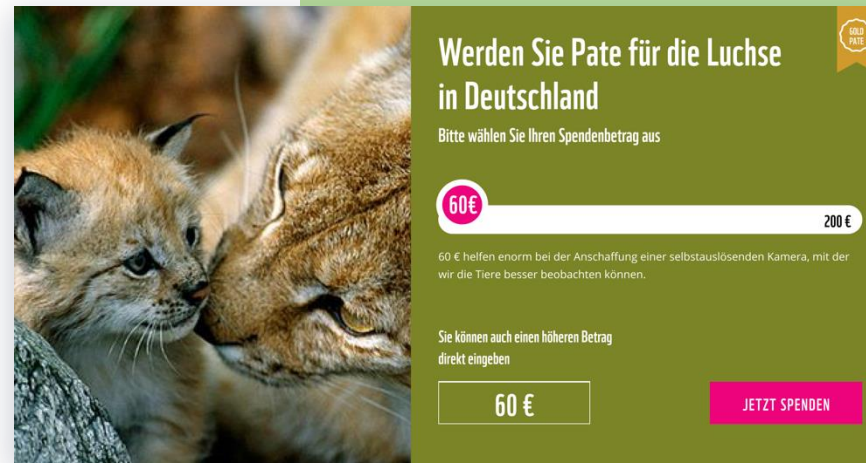 GOLD
PATE
Werden Sie Pate für die Luchse
in Deutschland
Bitte wählen Sie Ihren Spendenbetrag aus
60€
200 €
60 € helfen enorm bei der Anschaffung einer selbstauslösenden Kamera, mit der
wir die Tiere besser beobachten können.
Sie können auch einen höheren Betrag
direkt eingeben
60 €
JETZT SPENDEN